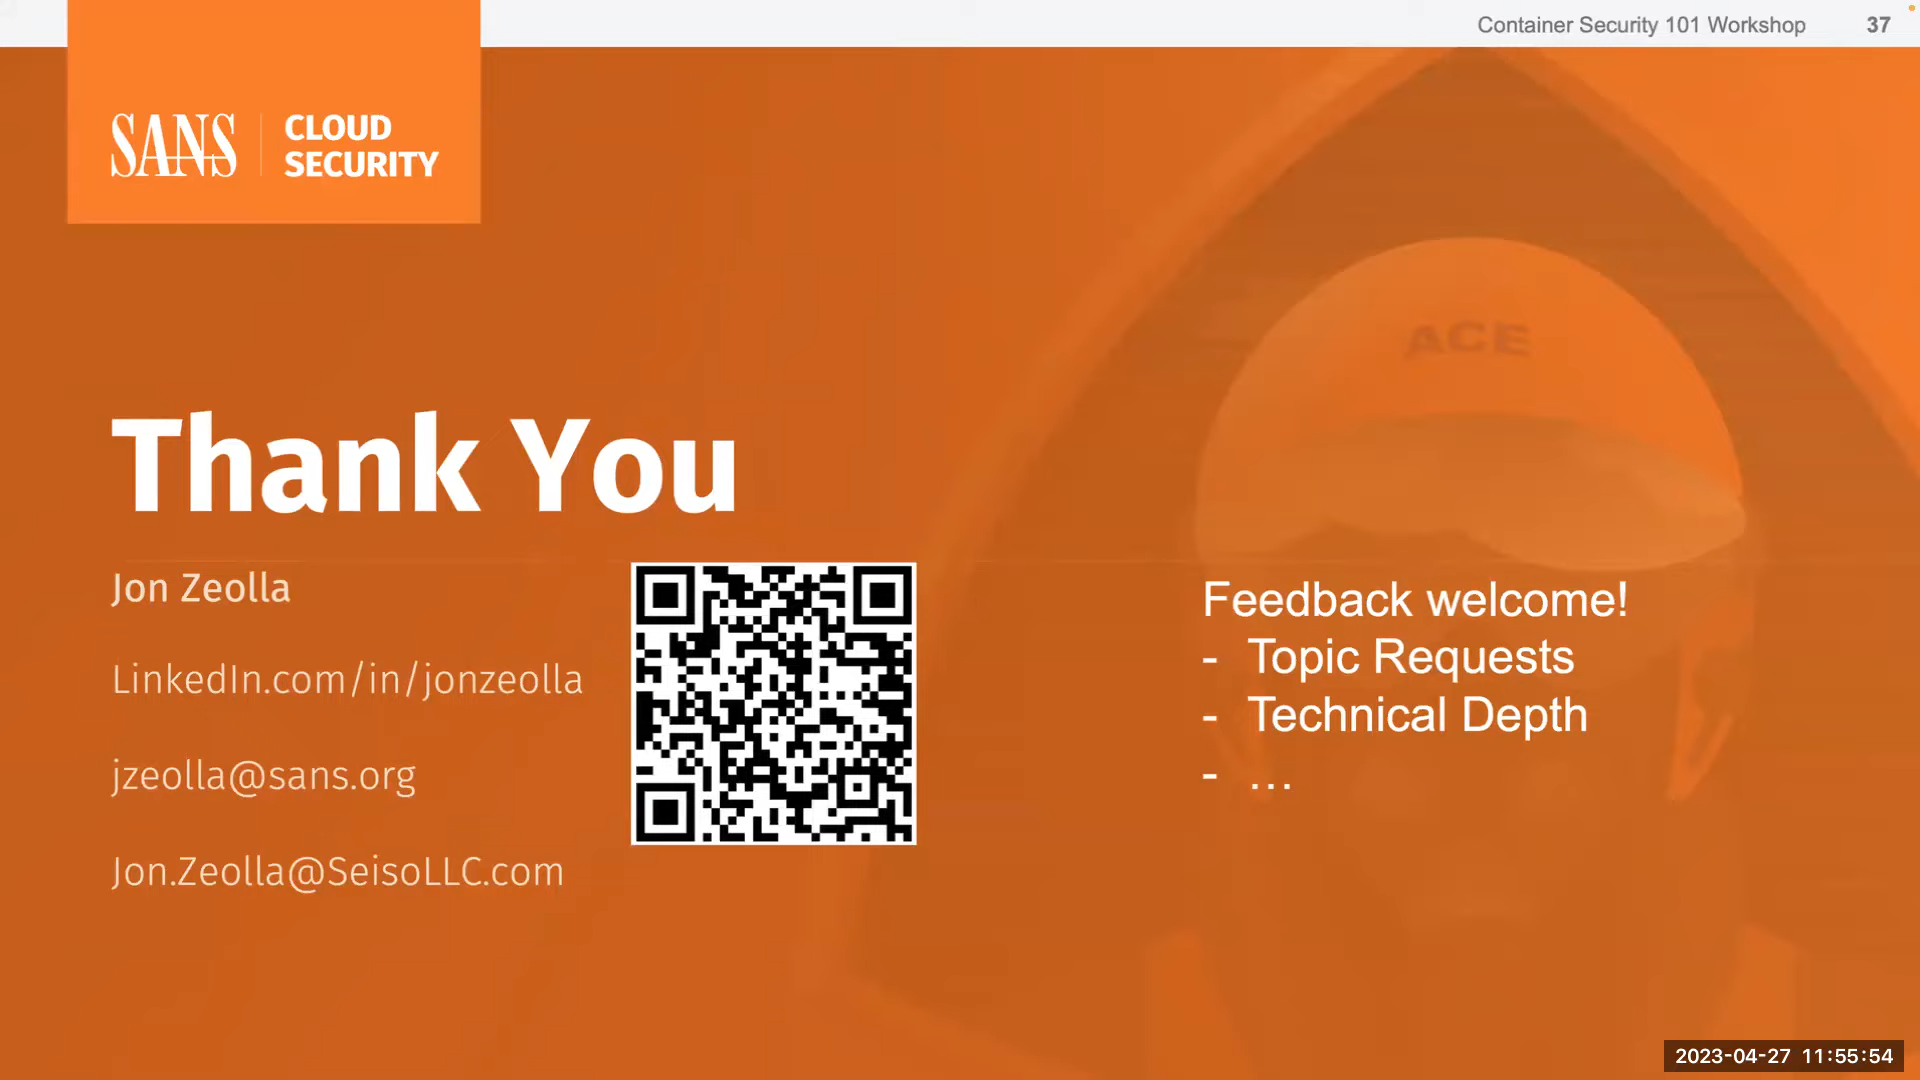 Container Security 101 Workshop 37
SANS
CLOUD
SECURITY
ACE
Thank You
Jon Zeolla
LinkedIn.com/in/jonzeolla
jzeolla@sans.org
Jon.Zeolla@SeisoLLC.com
Feedback welcome!
- Topic Requests
- Technical Depth
- ...
2023-04-27 11:55:54